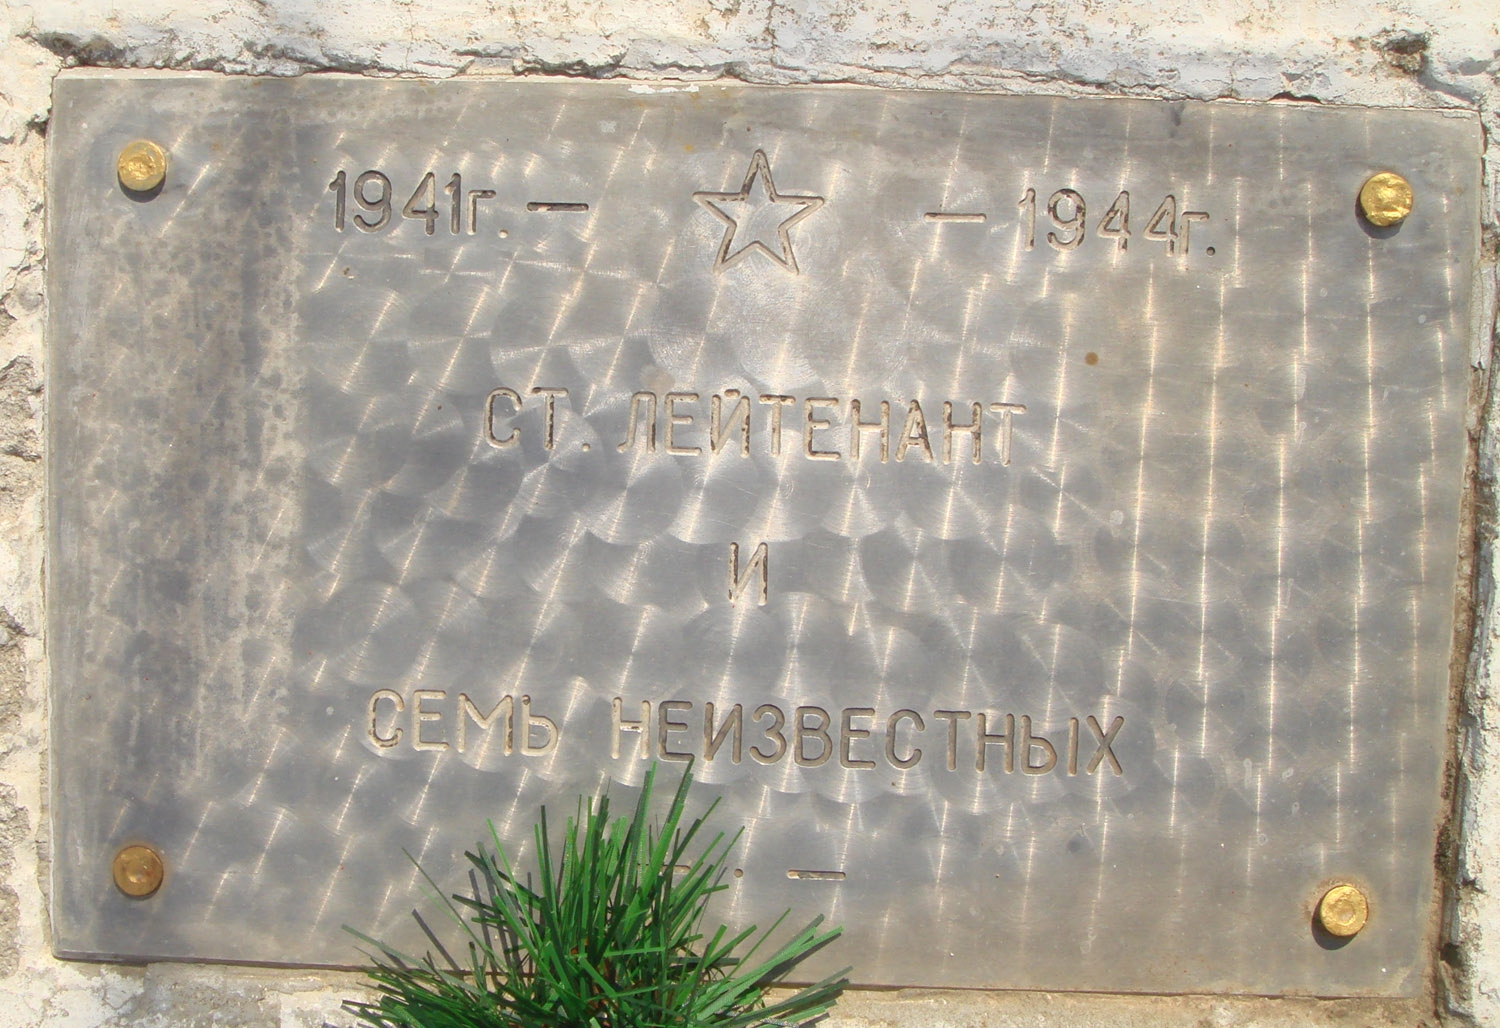 1941г. — — 1944г.
СТ. ЛЕЙТЕНАНТ
И
СЕМЬ НЕИЗВЕСТНЫХ
— · —